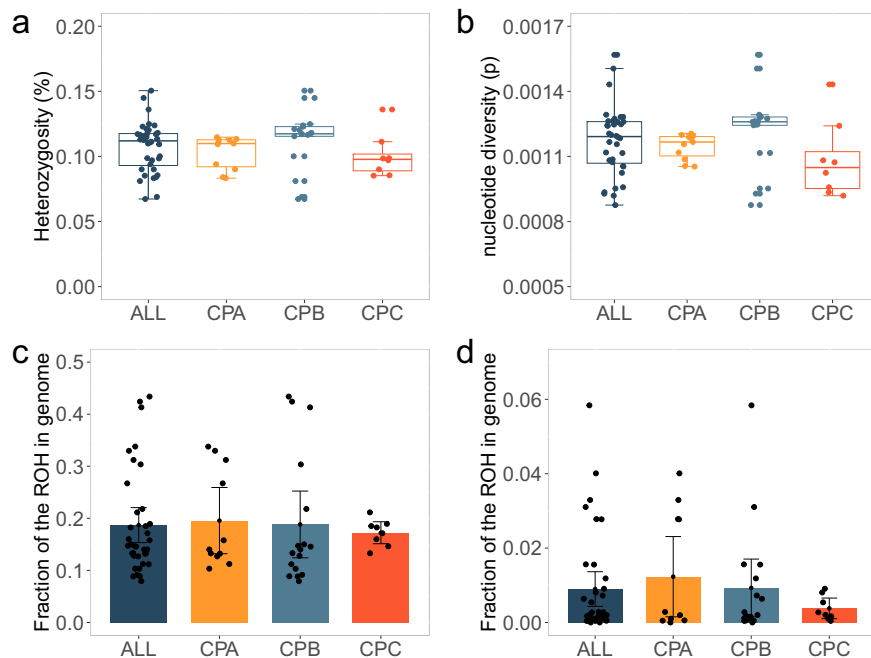 a
Heterozygosity (%)
0.20
0.15
0.10
0.05
0.00
ALL CPA CPB CPC
b
nucleotide diversity (p)
0.0017
0.0014
0.0011
0.0008
0.0005
ALL CPA CPB CPC
c
Fraction of the ROH in genome
0.5
0.4
0.3
0.2
0.1
0.0
ALL CPA CPB CPC
d
Fraction of the ROH in genome
0.06
0.04
0.02
0.00
ALL CPA CPB CPC